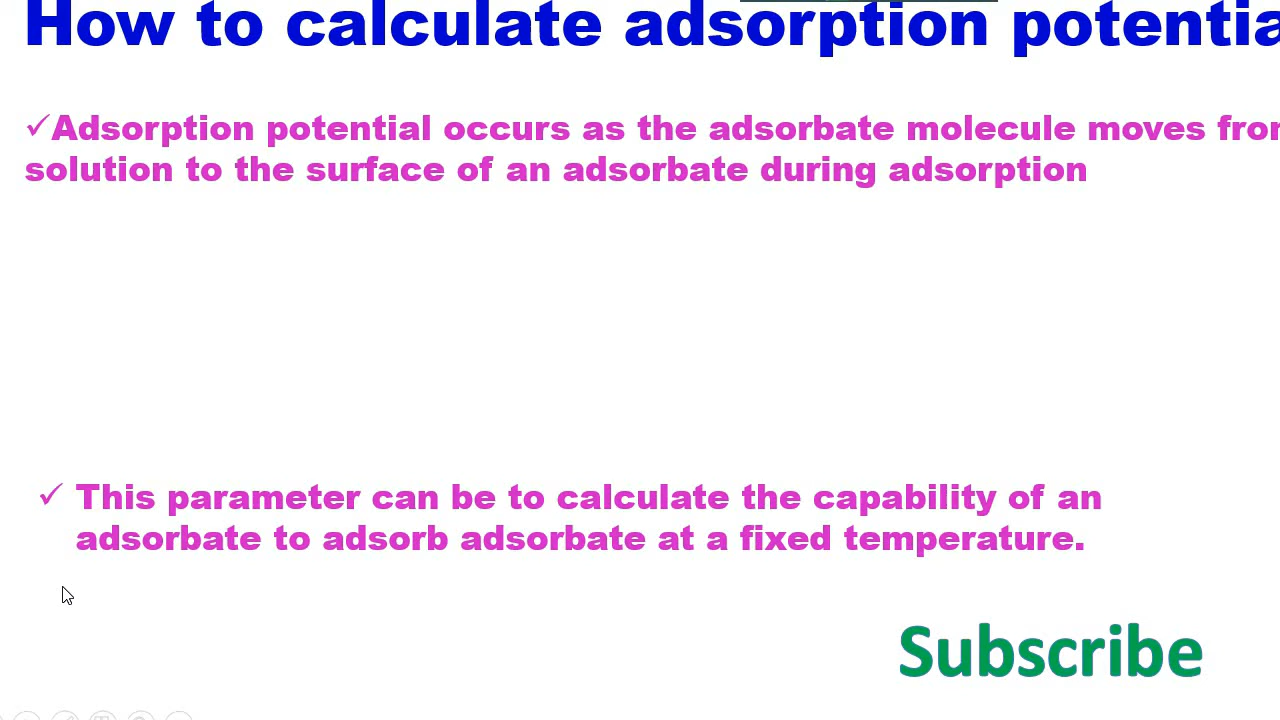 How to calculate adsorption potentia
✓Adsorption potential occurs as the adsorbate molecule moves from
solution to the surface of an adsorbate during adsorption
✓ This parameter can be to calculate the capability of an
adsorbate to adsorb adsorbate at a fixed temperature.
Subscribe